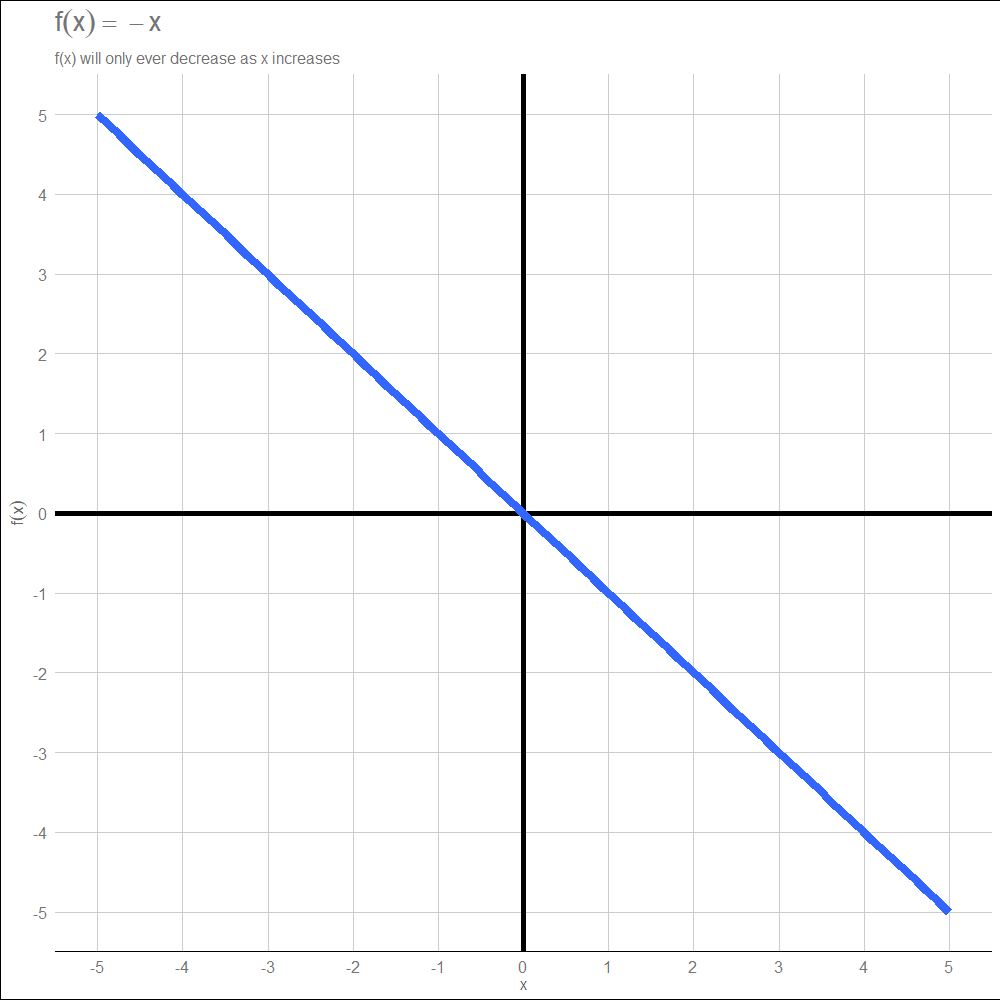 f(x) = −x
f(x) will only ever decrease as x increases
5
4
3
2
1
f(x)
0
-1
-2
-3
-4
-5
-5 -4 -3 -2 -1 0 1 2 3 4 5
x